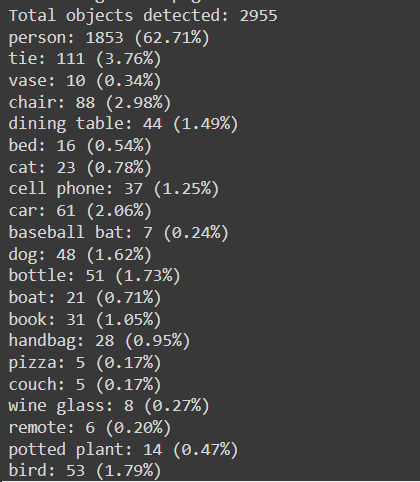 Total objects detected: 2955
person: 1853 (62.71%)
tie: 111 (3.76%)
vase: 10 (0.34%)
chair: 88 (2.98%)
dining table: 44 (1.49%)
bed: 16 (0.54%)
cat: 23 (0.78%)
cell phone: 37 (1.25%)
car: 61 (2.06%)
baseball bat: 7 (0.24%)
dog: 48 (1.62%)
bottle: 51 (1.73%)
boat: 21 (0.71%)
book: 31 (1.05%)
handbag: 28 (0.95%)
pizza: 5 (0.17%)
couch: 5 (0.17%)
wine glass: 8 (0.27%)
remote: 6 (0.20%)
potted plant: 14 (0.47%)
bird: 53 (1.79%)